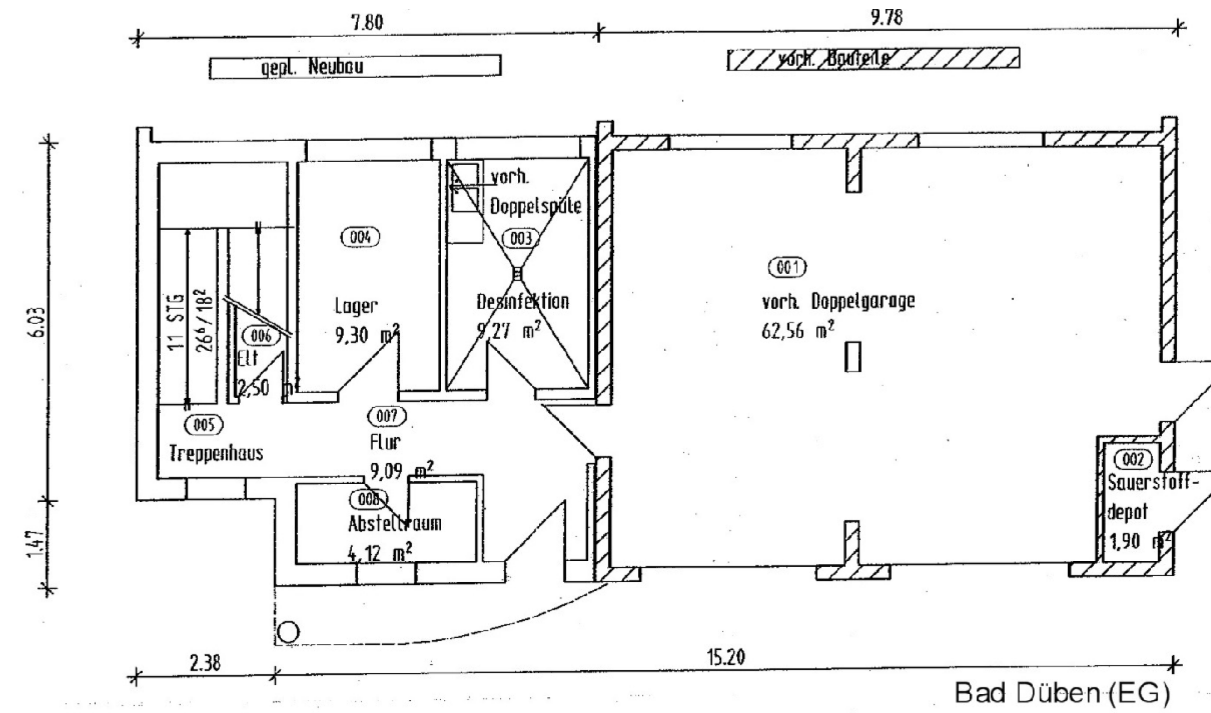 7.80
9.78
gepl. Neubau
vorh. Bauteile
6.03
1.47
vorh.
Doppelspüle
003
Desinfektion
9,27 m²
004
Lager
9,30 m²
001
vorh. Doppelgarage
62,56 m²
11 STG
26⁶/18²
006
Elt
2,50 m²
005
Treppenhaus
007
Flur
9,09 m²
008
Abstellraum
4,12 m²
002
Sauerstoff-
depot
1,90 m²
2.38
15.20
Bad Düben (EG)